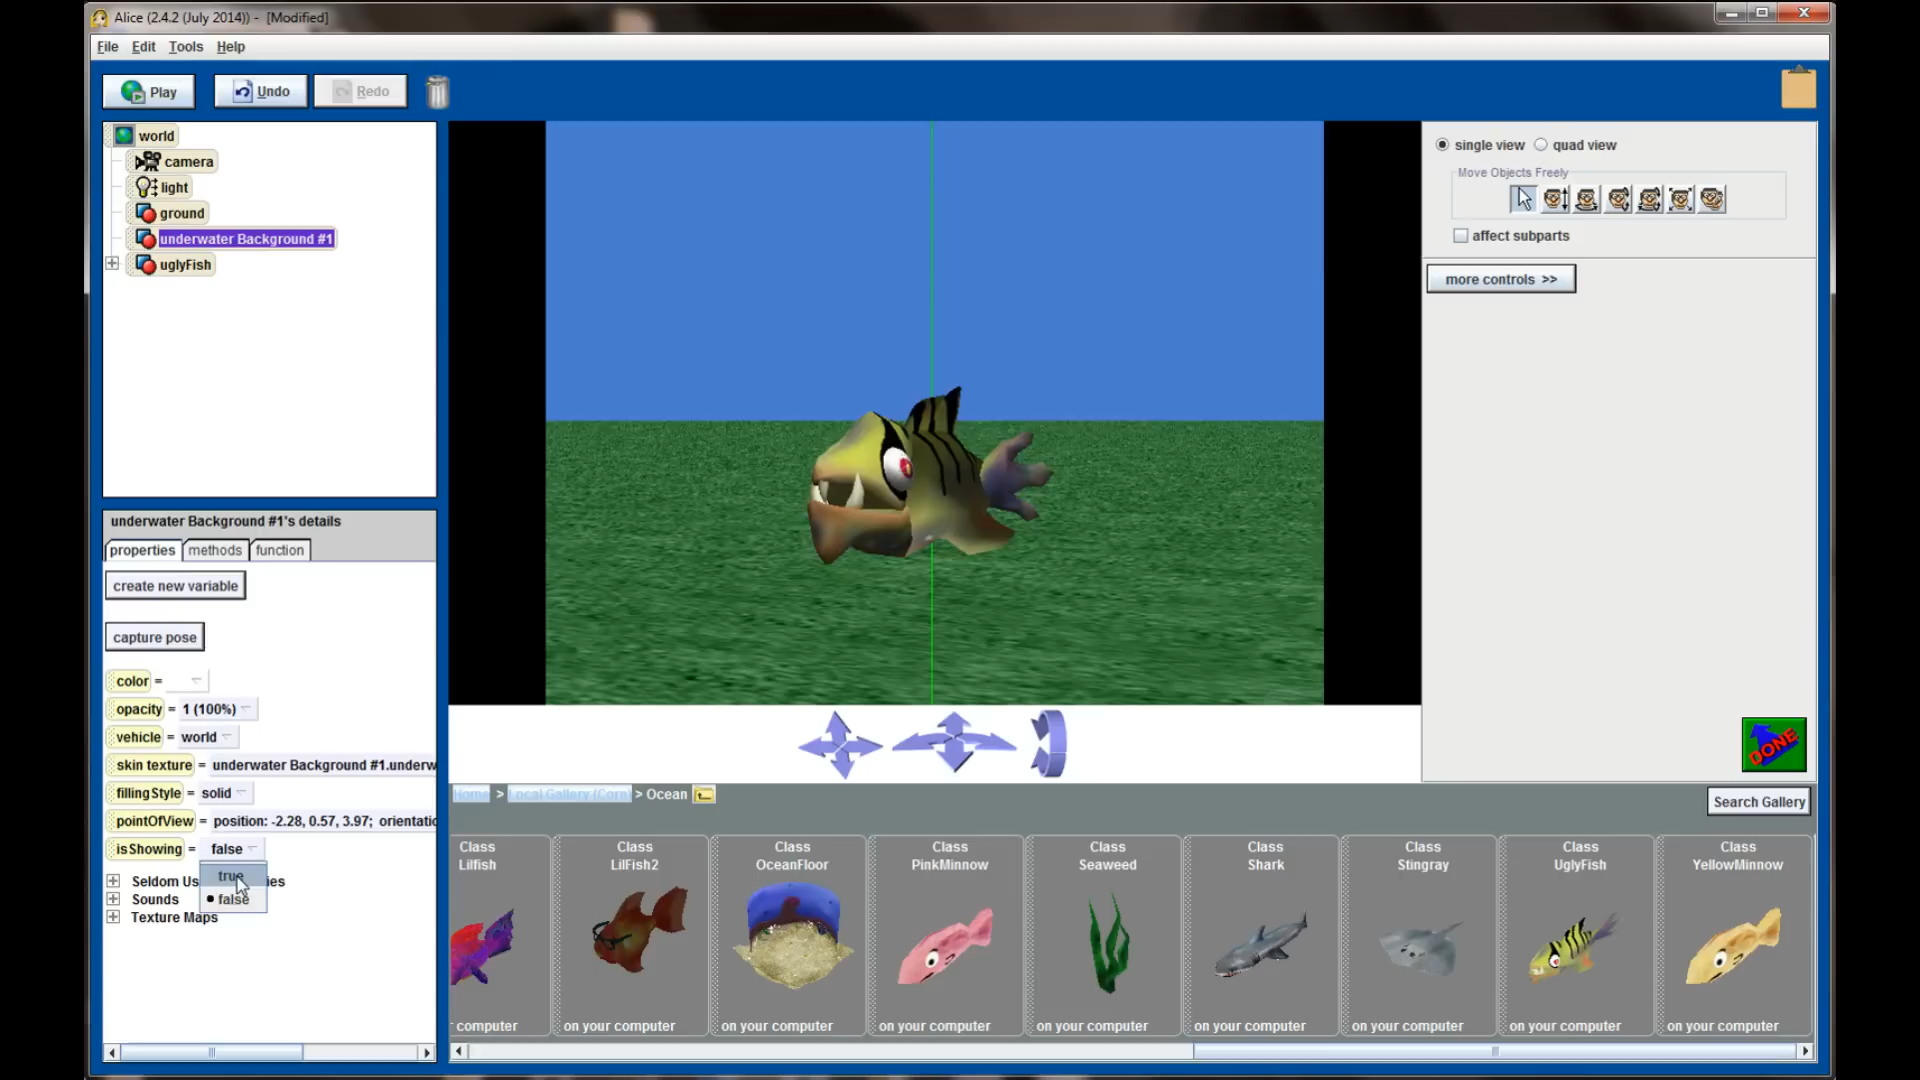 Alice (2.4.2 (July 2014)) - [Modified]
File Edit Tools Help
Play Undo Redo
world
camera
light
ground
underwater Background #1
uglyFish
single view quad view
Move Objects Freely
affect subparts
more controls >>
underwater Background #1's details
properties methods function
create new variable
capture pose
color =
opacity = 1 (100%)
vehicle = world
skin texture = underwater Background #1.underw
fillingStyle = solid
pointOfView = position: -2.28, 0.57, 3.97; orientatio
isShowing = false
true
false
Seldom Us ies
Sounds
Texture Maps
DONE
Home > Local Gallery (Core) > Ocean
Search Gallery
Class Lilfish
Class LilFish2
Class OceanFloor
Class PinkMinnow
Class Seaweed
Class Shark
Class Stingray
Class UglyFish
Class YellowMinnow
r computer
on your computer
on your computer
on your computer
on your computer
on your computer
on your computer
on your computer
on your computer